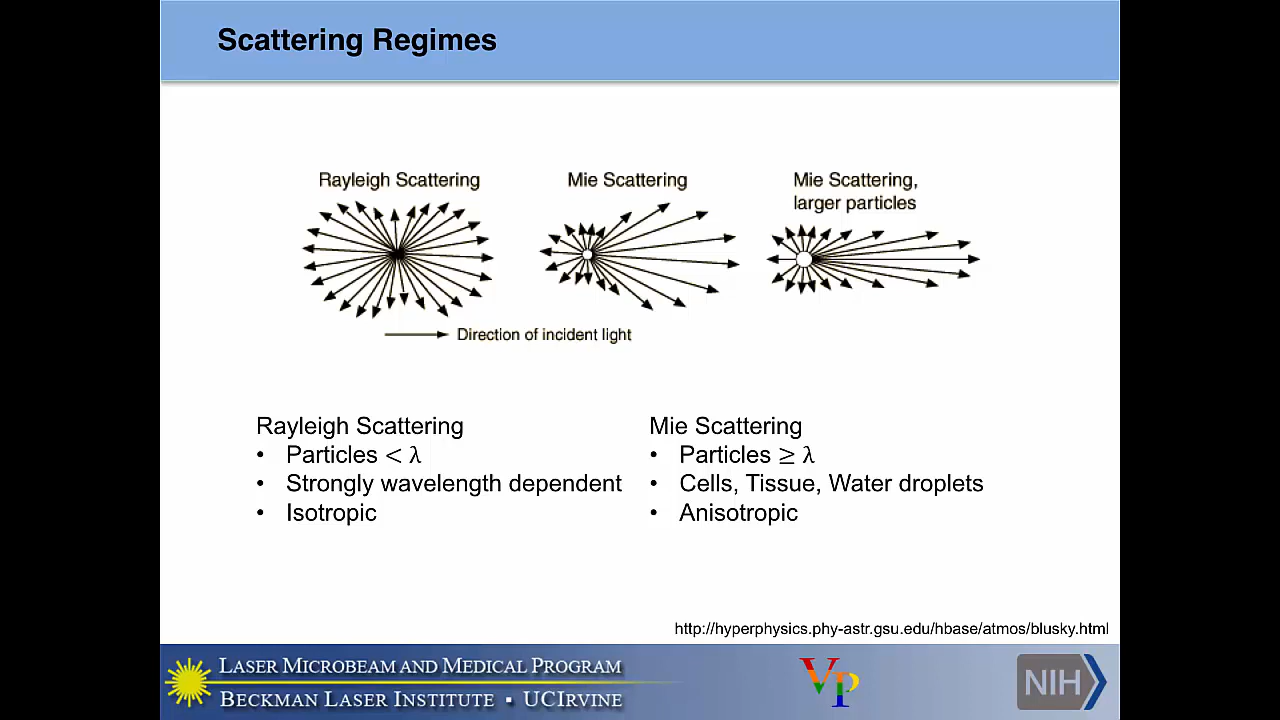 Scattering Regimes
Rayleigh Scattering
Mie Scattering
Mie Scattering,
larger particles
Direction of incident light
Rayleigh Scattering
• Particles < λ
• Strongly wavelength dependent
• Isotropic
Mie Scattering
• Particles ≥ λ
• Cells, Tissue, Water droplets
• Anisotropic
http://hyperphysics.phy-astr.gsu.edu/hbase/atmos/blusky.html
LASER MICROBEAM AND MEDICAL PROGRAM
BECKMAN LASER INSTITUTE ▪ UCIRVINE
VP
NIH